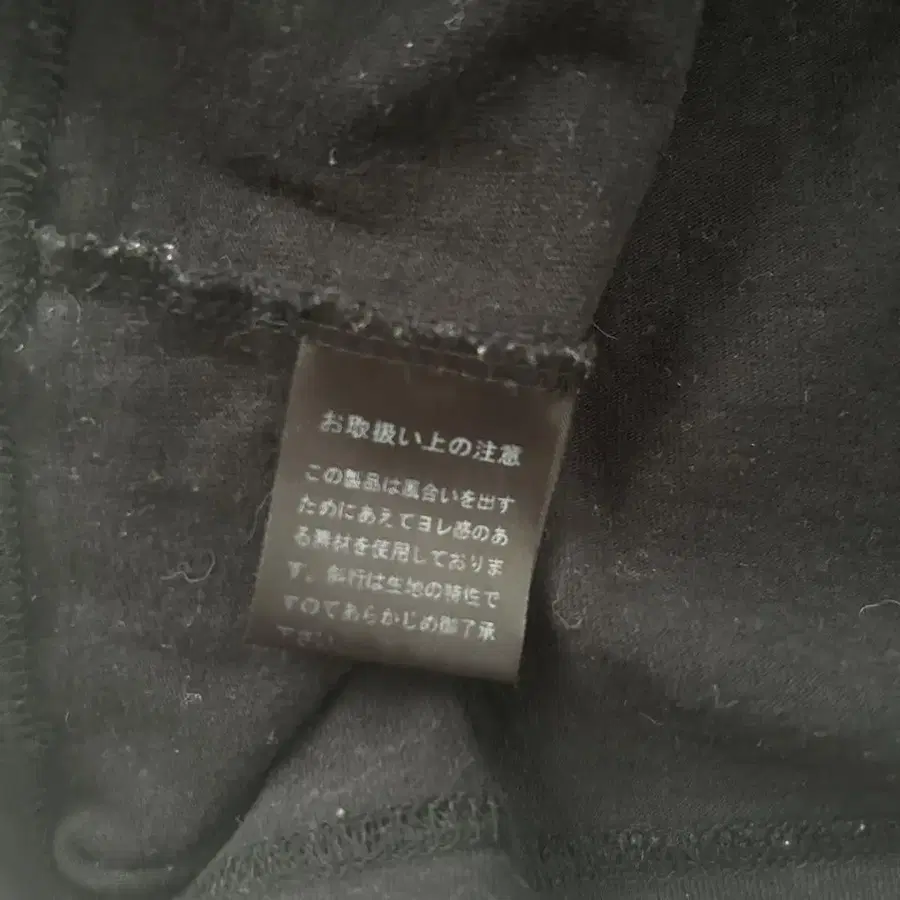 お取扱い上の注意
この製品は風合いを出す
ためにあえてヨレ感のあ
る素材を使用しておりま
す。斜行は生地の特性で
すのであらかじめ御了承
下さい